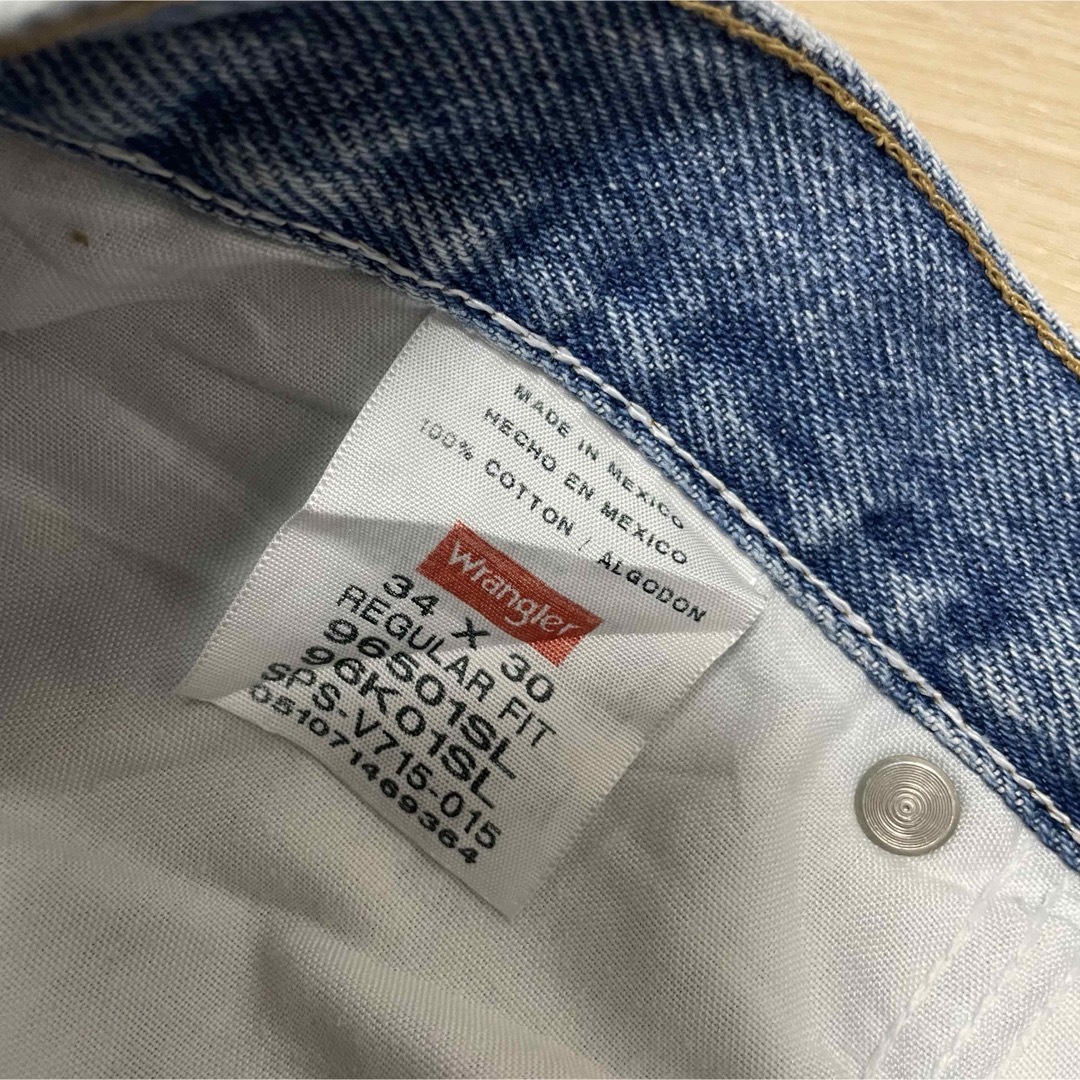 MADE IN MEXICO
HECHO EN MEXICO
100% COTTON / ALGODON
Wrangler
34 X 30
REGULAR FIT
96501SL
96K01SL
SPS-V715-015
051071469364